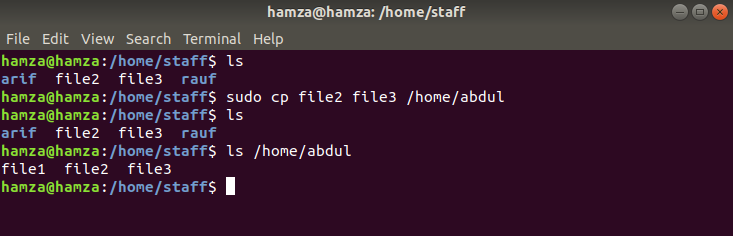 hamza@hamza: /home/staff
File Edit View Search Terminal Help
hamza@hamza:/home/staff$ ls
arif  file2  file3  rauf
hamza@hamza:/home/staff$ sudo cp file2 file3 /home/abdul
hamza@hamza:/home/staff$ ls
arif  file2  file3  rauf
hamza@hamza:/home/staff$ ls /home/abdul
file1  file2  file3
hamza@hamza:/home/staff$